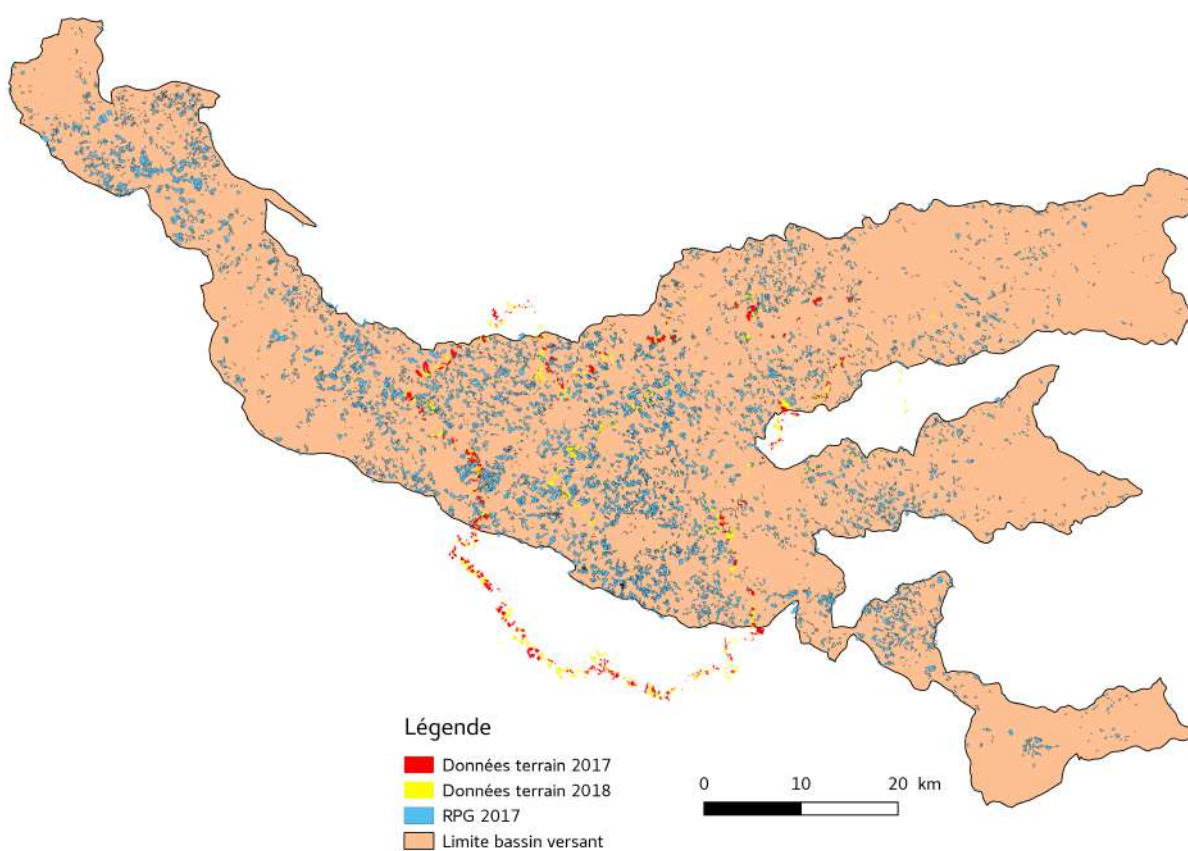 Légende
Données terrain 2017
Données terrain 2018
RPG 2017
Limite bassin versant
0 10 20 km